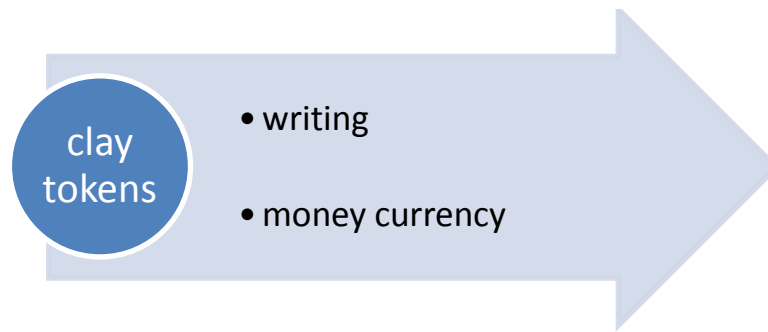 clay
tokens
• writing
• money currency